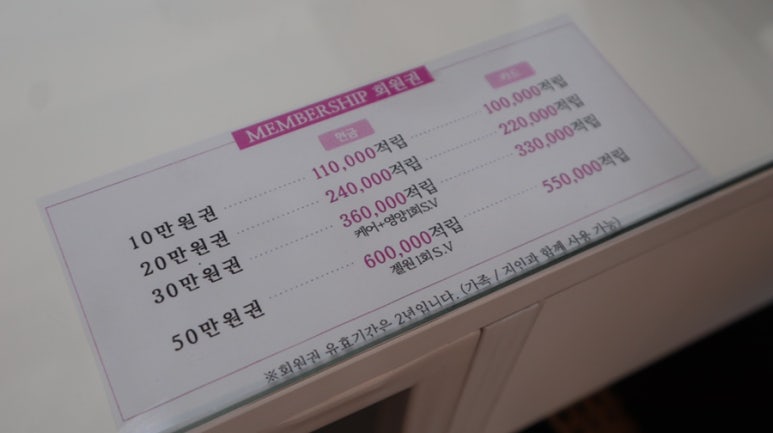 MEMBERSHIP 회원권
현금 카드
10만원권 110,000적립 100,000적립
20만원권 240,000적립 220,000적립
30만원권 360,000적립 330,000적립
케어+영양1회S.V
50만원권 600,000적립 550,000적립
젤원1회S.V
※회원권 유효기간은 2년입니다. (가족 / 지인과 함께 사용 가능)